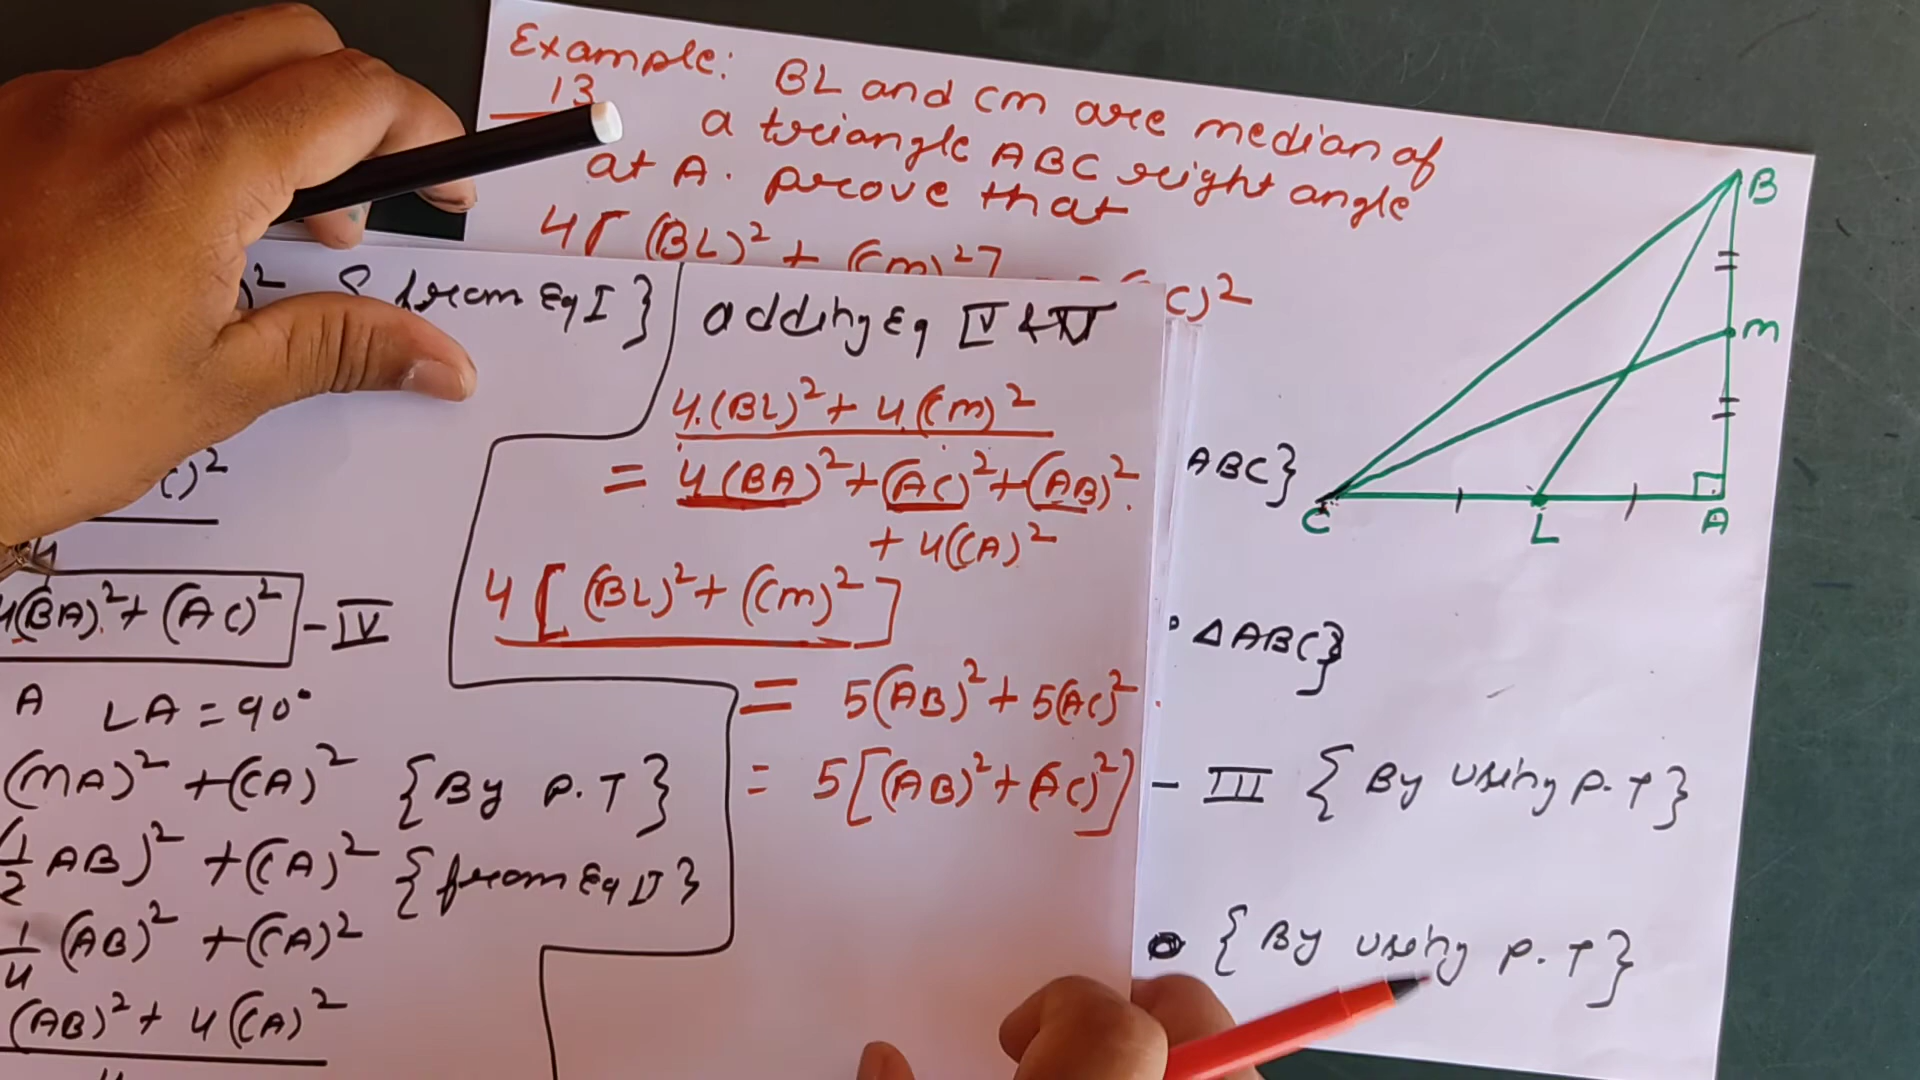 Example: BL and CM are median of
13
a triangle ABC right angle
at A. prove that
4[(BL)² + (CM)²]
C)²
)² { from Eq I }
adding Eq IV & V
4.(BL)² + 4.(CM)²
= 4(BA)² + (AC)² + (AB)²
+ 4(CA)²
4[(BL)² + (CM)²]
= 5(AB)² + 5(AC)²
= 5[(AB)² + (AC)²]
C)²
4
4(BA)² + (AC)² - IV
A ∠A = 90°
(MA)² + (CA)² {By P.T}
(1/2 AB)² + (CA)² {from Eq II}
1/4 (AB)² + (CA)²
(AB)² + 4(CA)²
ABC}
ΔABC}
- III { By using P.T}
{ By using P.T}
B
M
C
L
A